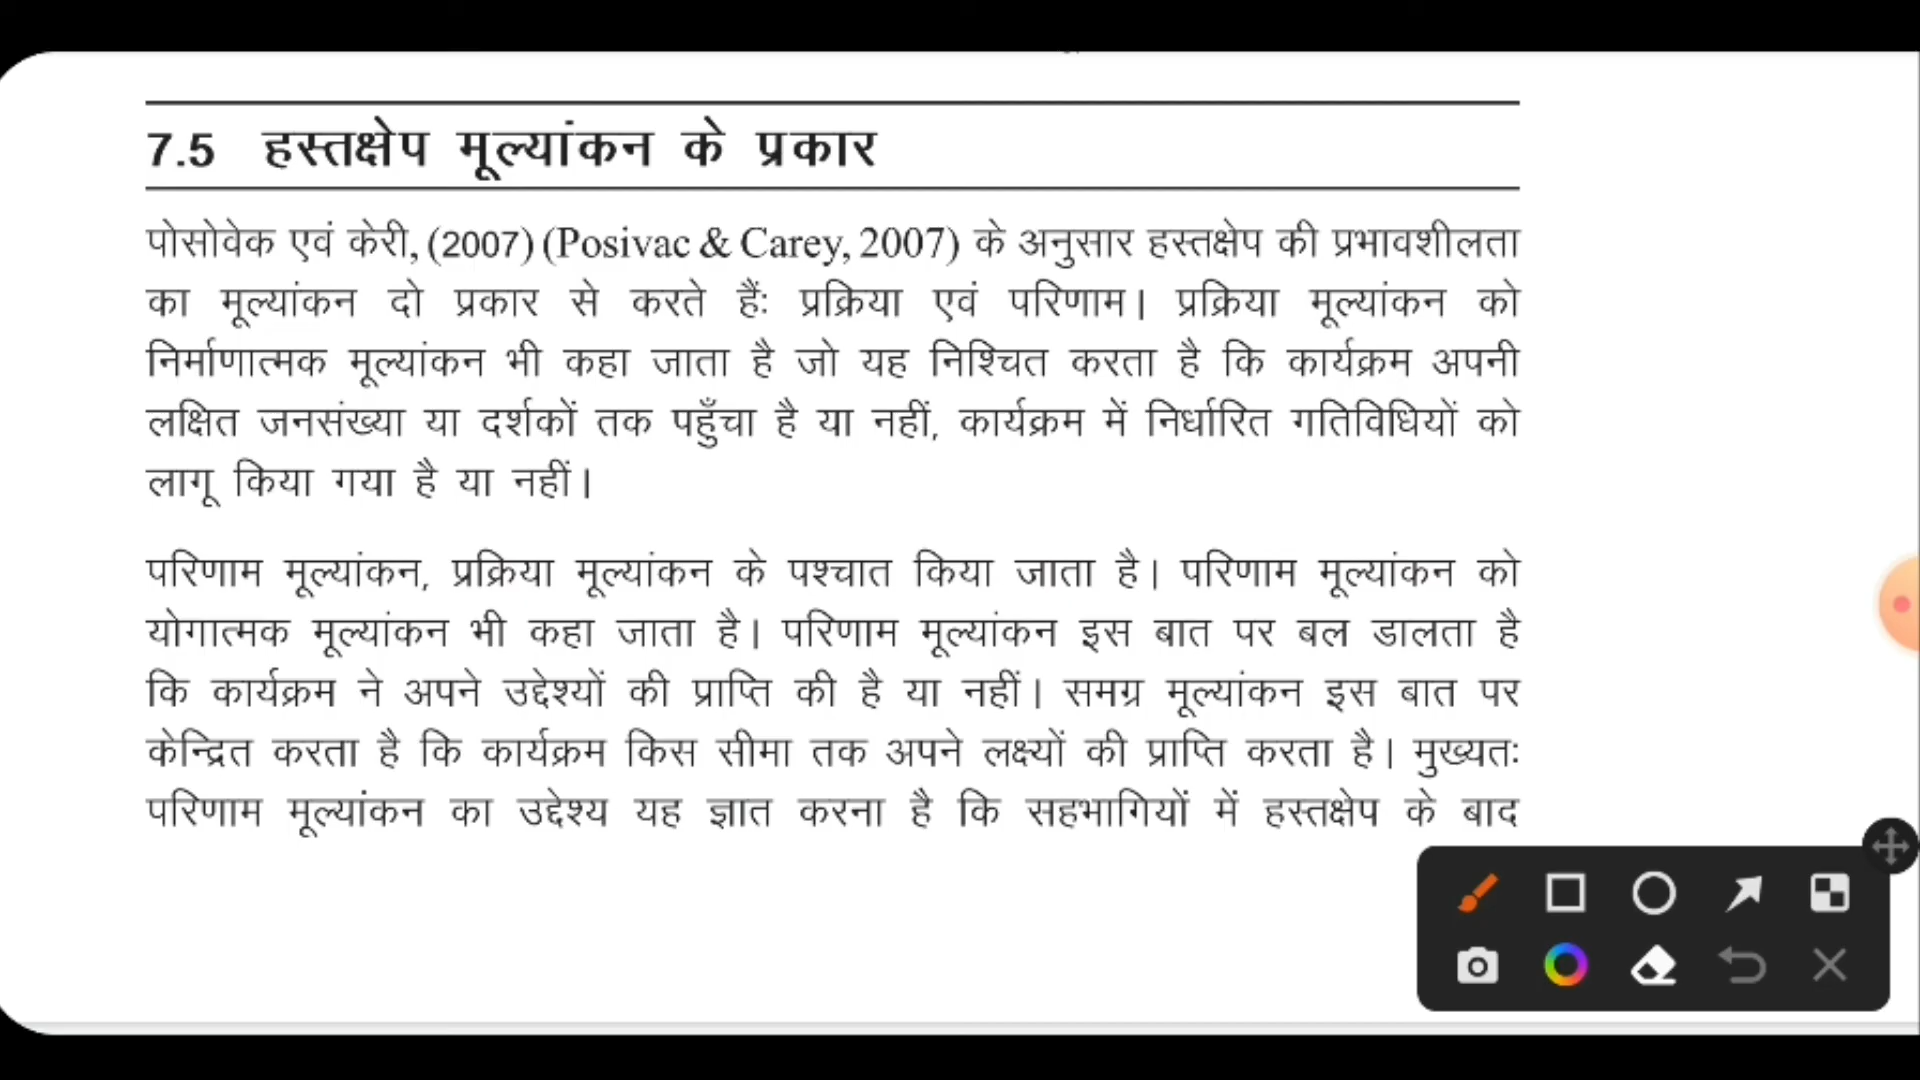 7.5 हस्तक्षेप मूल्यांकन के प्रकार
पोसोवेक एवं केरी, (2007) (Posivac & Carey, 2007) के अनुसार हस्तक्षेप की प्रभावशीलता
का मूल्यांकन दो प्रकार से करते हैंः प्रक्रिया एवं परिणाम। प्रक्रिया मूल्यांकन को
निर्माणात्मक मूल्यांकन भी कहा जाता है जो यह निश्चित करता है कि कार्यक्रम अपनी
लक्षित जनसंख्या या दर्शकों तक पहुँचा है या नहीं, कार्यक्रम में निर्धारित गतिविधियों को
लागू किया गया है या नहीं।
परिणाम मूल्यांकन, प्रक्रिया मूल्यांकन के पश्चात किया जाता है। परिणाम मूल्यांकन को
योगात्मक मूल्यांकन भी कहा जाता है। परिणाम मूल्यांकन इस बात पर बल डालता है
कि कार्यक्रम ने अपने उद्देश्यों की प्राप्ति की है या नहीं। समग्र मूल्यांकन इस बात पर
केन्द्रित करता है कि कार्यक्रम किस सीमा तक अपने लक्ष्यों की प्राप्ति करता है। मुख्यतः
परिणाम मूल्यांकन का उद्देश्य यह ज्ञात करना है कि सहभागियों में हस्तक्षेप के बाद